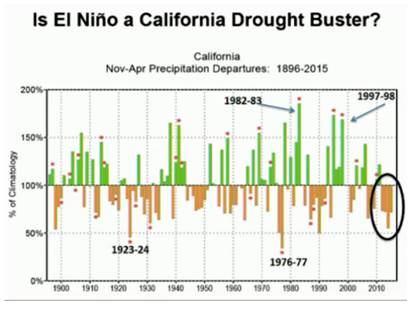 Is El Niño a California Drought Buster?
California
Nov-Apr Precipitation Departures: 1896-2015
200%
1982-83
1997-98
150%
% of Climatology
100%
50%
1923-24
1976-77
0%
1900 1910 1920 1930 1940 1950 1960 1970 1980 1990 2000 2010